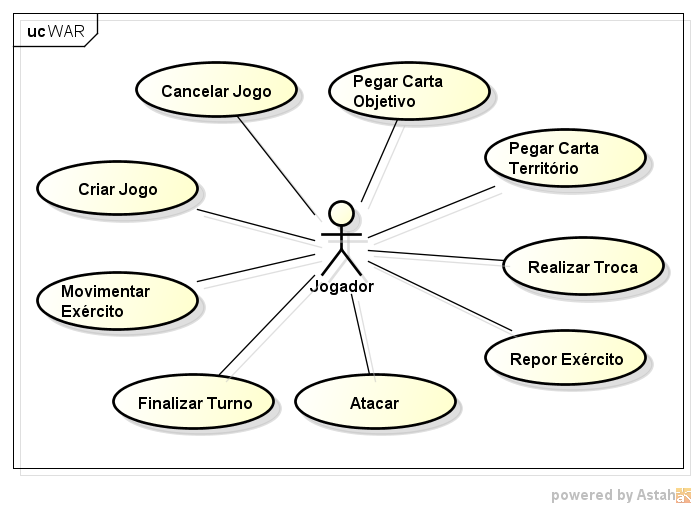 uc WAR
Cancelar Jogo
Pegar Carta
Objetivo
Pegar Carta
Território
Criar Jogo
Realizar Troca
Jogador
Movimentar
Exército
Repor Exército
Finalizar Turno
Atacar
powered by Astah